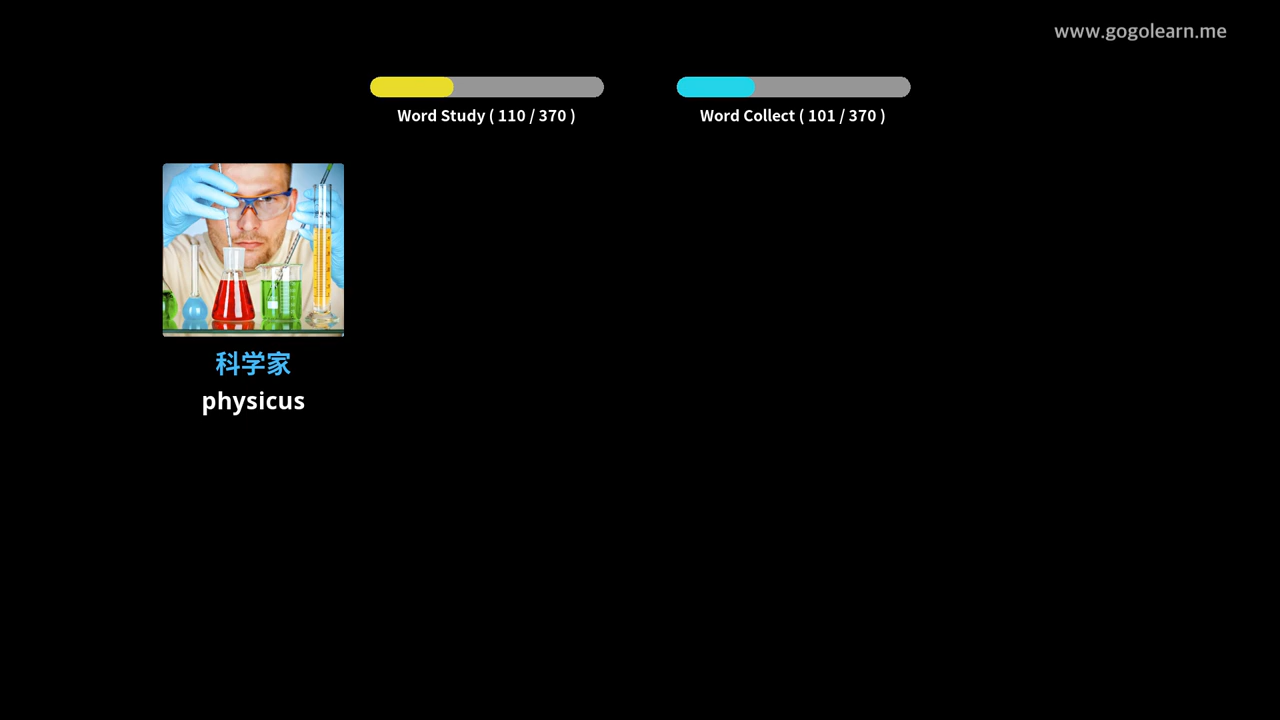 www.gogolearn.me
Word Study ( 110 / 370 )
Word Collect ( 101 / 370 )
科学家
physicus